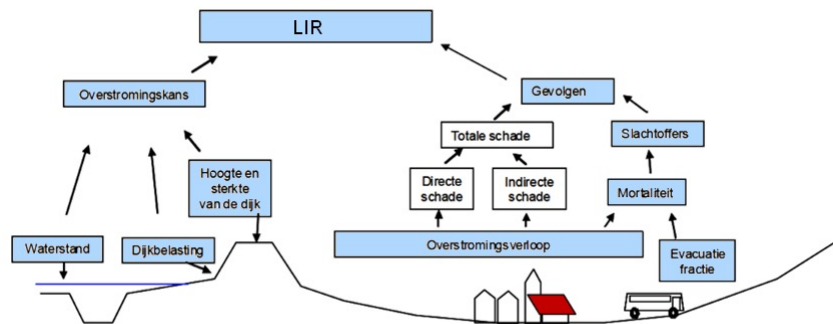 LIR
Overstromingskans
Gevolgen
Totale schade
Slachtoffers
Hoogte en
sterkte
van de dijk
Directe
schade
Indirecte
schade
Mortaliteit
Waterstand
Dijkbelasting
Overstromingsverloop
Evacuatie
fractie